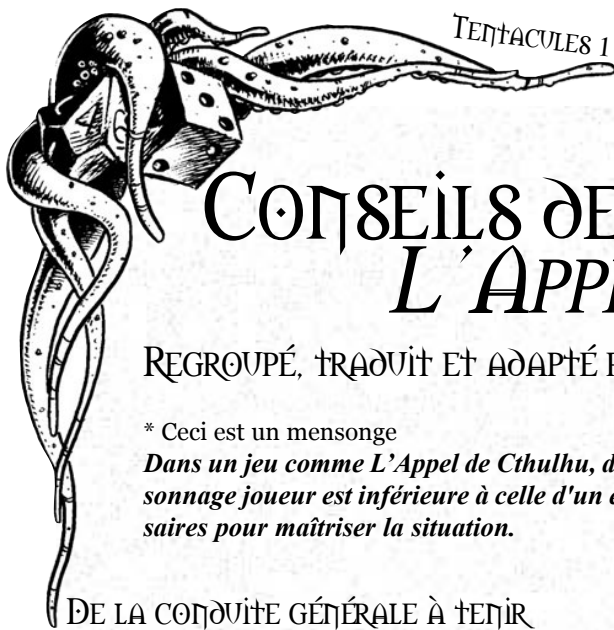 TENTACULES 1
CONSEILS DE
L'APP
REGROUPÉ, TRADUIT ET ADAPTÉ
* Ceci est un mensonge
Dans un jeu comme L'Appel de Cthulhu, d
sonnage joueur est inférieure à celle d'un
saires pour maîtriser la situation.
DE LA CONDUITE GÉNÉRALE À TENIR